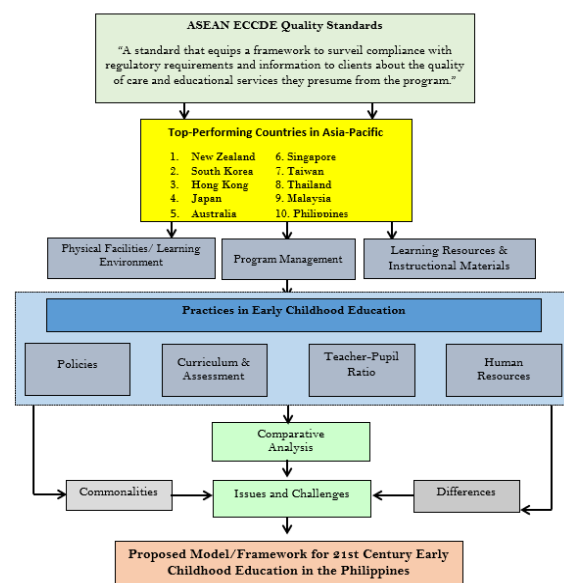 ASEAN ECCDE Quality Standards
“A standard that equips a framework to surveil compliance with
regulatory requirements and information to clients about the quality
of care and educational services they presume from the program.”
Top-Performing Countries in Asia-Pacific
1. New Zealand 6. Singapore
2. South Korea 7. Taiwan
3. Hong Kong 8. Thailand
4. Japan 9. Malaysia
5. Australia 10. Philippines
Physical Facilities/ Learning
Environment
Program Management
Learning Resources &
Instructional Materials
Practices in Early Childhood Education
Policies
Curriculum &
Assessment
Teacher-Pupil
Ratio
Human
Resources
Comparative
Analysis
Commonalities
Issues and Challenges
Differences
Proposed Model/Framework for 21st Century Early
Childhood Education in the Philippines